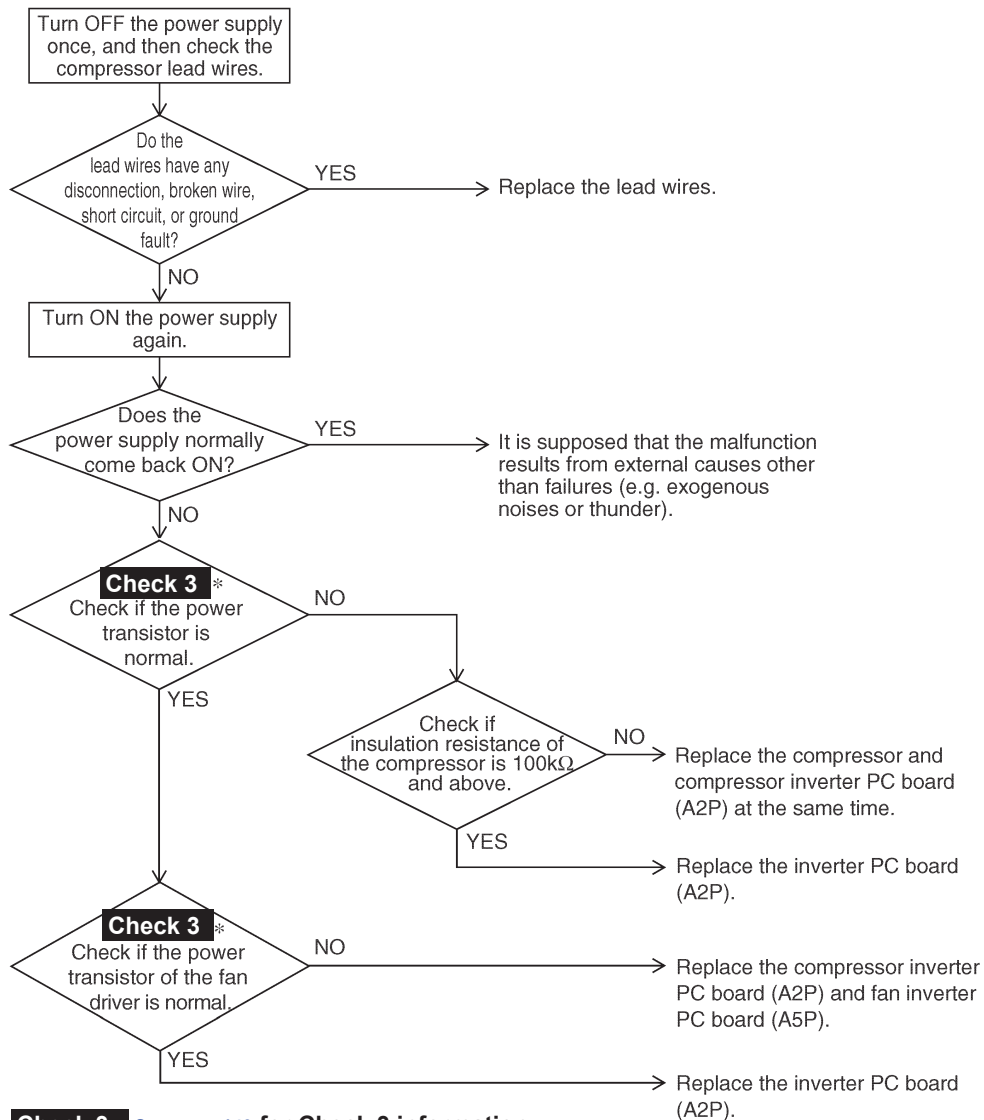 Turn OFF the power supply
once, and then check the
compressor lead wires.
Do the
lead wires have any
disconnection, broken wire,
short circuit, or ground
fault?
YES
Replace the lead wires.
NO
Turn ON the power supply
again.
Does the
power supply normally
come back ON?
YES
It is supposed that the malfunction
results from external causes other
than failures (e.g. exogenous
noises or thunder).
NO
Check 3 *
Check if the power
transistor is
normal.
NO
YES
Check if
insulation resistance of
the compressor is 100kΩ
and above.
NO
Replace the compressor and
compressor inverter PC board
(A2P) at the same time.
YES
Replace the inverter PC board
(A2P).
Check 3 *
Check if the power
transistor of the fan
driver is normal.
NO
Replace the compressor inverter
PC board (A2P) and fan inverter
PC board (A5P).
YES
Replace the inverter PC board
(A2P).
for Check 3 information